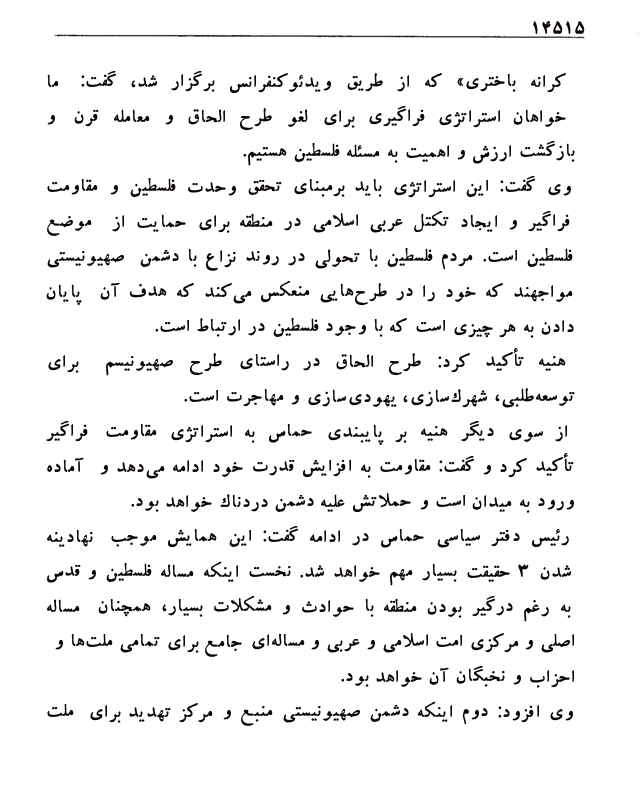 ۱۴۵۱۵
کرانه باختری» که از طریق ویدئوکنفرانس برگزار شد، گفت: ما
خواهان استراتژی فراگیری برای لغو طرح الحاق و معامله قرن و
بازگشت ارزش و اهمیت به مسئله فلسطین هستیم.
وی گفت: این استراتژی باید برمبنای تحقق وحدت فلسطین و مقاومت
فراگیر و ایجاد تکتل عربی اسلامی در منطقه برای حمایت از موضع
فلسطین است. مردم فلسطین با تحولی در روند نزاع با دشمن صهیونیستی
مواجهند که خود را در طرح‌هایی منعکس می‌کند که هدف آن پایان
دادن به هر چیزی است که با وجود فلسطین در ارتباط است.
هنیه تأکید کرد: طرح الحاق در راستای طرح صهیونیسم برای
توسعه‌طلبی، شهرك‌سازی، یهودی‌سازی و مهاجرت است.
از سوی دیگر هنیه بر پایبندی حماس به استراتژی مقاومت فراگیر
تأکید کرد و گفت: مقاومت به افزایش قدرت خود ادامه می‌دهد و آماده
ورود به میدان است و حملاتش علیه دشمن دردناك خواهد بود.
رئیس دفتر سیاسی حماس در ادامه گفت: این همایش موجب نهادینه
شدن ۳ حقیقت بسیار مهم خواهد شد. نخست اینکه مساله فلسطین و قدس
به رغم درگیر بودن منطقه با حوادث و مشکلات بسیار، همچنان مساله
اصلی و مرکزی امت اسلامی و عربی و مساله‌ای جامع برای تمامی ملت‌ها و
احزاب و نخبگان آن خواهد بود.
وی افزود: دوم اینکه دشمن صهیونیستی منبع و مرکز تهدید برای ملت